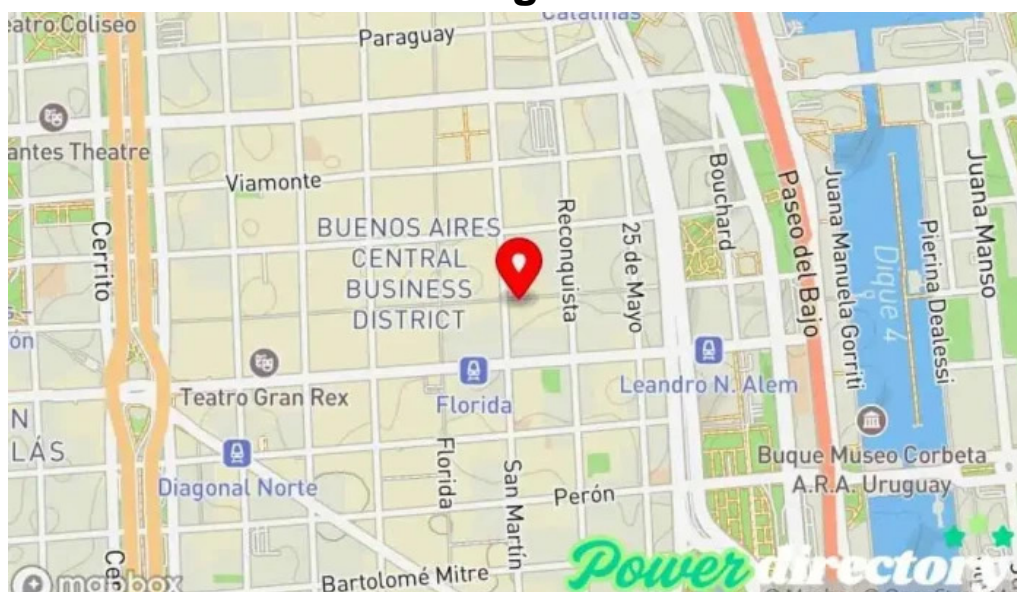 Catalinas
Paraguay
Viamonte
Cerrito
BUENOS AIRES
CENTRAL
BUSINESS
DISTRICT
Reconquista
25 de Mayo
Bouchard
Paseo del Bajo
Juana Manuela Gorriti
Dique 4
Pierina Dealessi
Juana Manso
Teatro Gran Rex
Florida
Leandro N. Alem
Diagonal Norte
Florida
San Martín
Perón
Buque Museo Corbeta
A.R.A. Uruguay
Bartolomé Mitre
mapbox
Power directory